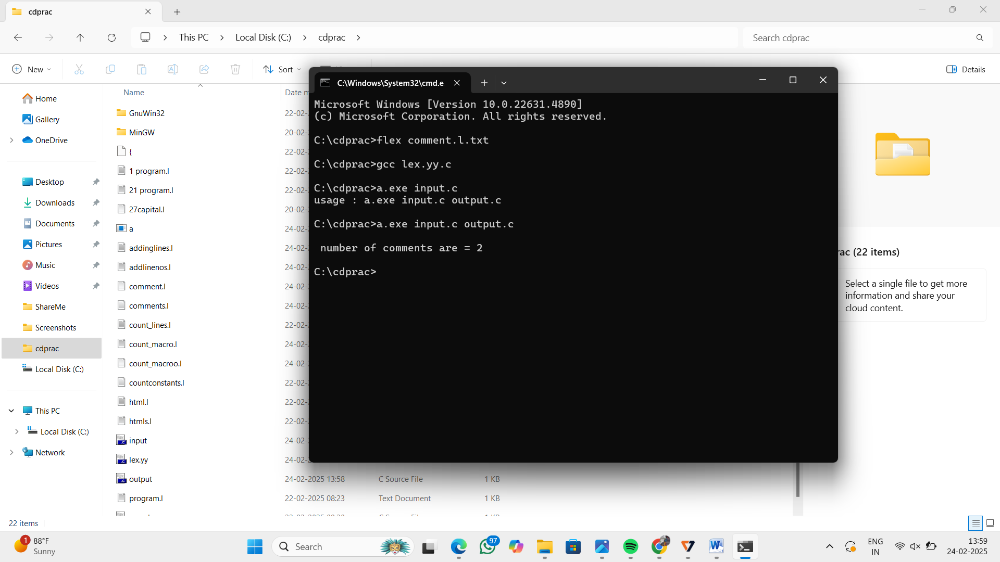 cdprac
This PC
Local Disk (C:)
cdprac
Search cdprac
New
Sort
Details
Name
Date m
Home
Gallery
OneDrive
Desktop
Downloads
Documents
Pictures
Music
Videos
ShareMe
Screenshots
cdprac
Local Disk (C:)
This PC
Local Disk (C:)
Network
GnuWin32 22-02-
MinGW 20-02-
{ 22-02-
1 program.l 22-02-
21 program.l 22-02-
27capital.l 20-02-
a 24-02-
addinglines.l 24-02-
addlinenos.l 24-02-
comment.l 24-02-
comments.l 24-02-
count_lines.l 22-02-
count_macro.l 24-02-
count_macroo.l 24-02-
countconstants.l 22-02-
html.l 22-02-
htmls.l 22-02-
input 24-02-
lex.yy 24-02-
output 24-02-2025 13:58 C Source File 1 KB
program.l 22-02-2025 08:23 Text Document 1 KB
C:\Windows\System32\cmd.e
Microsoft Windows [Version 10.0.22631.4890]
(c) Microsoft Corporation. All rights reserved.
C:\cdprac>flex comment.l.txt
C:\cdprac>gcc lex.yy.c
C:\cdprac>a.exe input.c
usage : a.exe input.c output.c
C:\cdprac>a.exe input.c output.c
number of comments are = 2
C:\cdprac>
rac (22 items)
Select a single file to get more
information and share your
cloud content.
22 items
1
88°F
Sunny
Search
97
ENG
IN
13:59
24-02-2025